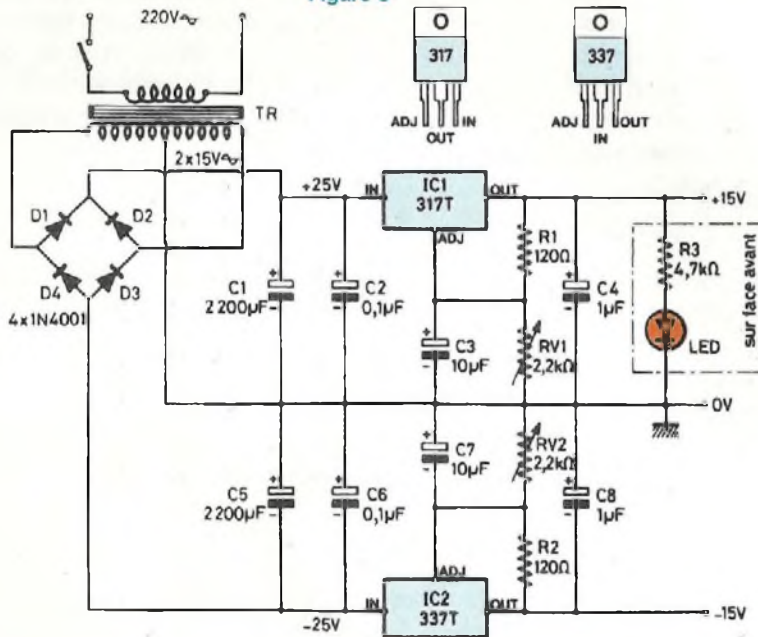 220V~
TR
2x15V~
317
ADJ
OUT
IN
337
ADJ
IN
OUT
D1
D2
D4
D3
4x1N4001
+25V
IN
IC1
317T
OUT
ADJ
+15V
C1
2200µF
C2
0,1µF
C3
10µF
R1
120Ω
RV1
2,2kΩ
C4
1µF
R3
4,7kΩ
LED
sur face avant
0V
C5
2200µF
C6
0,1µF
C7
10µF
RV2
2,2kΩ
R2
120Ω
C8
1µF
-25V
IN
IC2
337T
OUT
ADJ
-15V